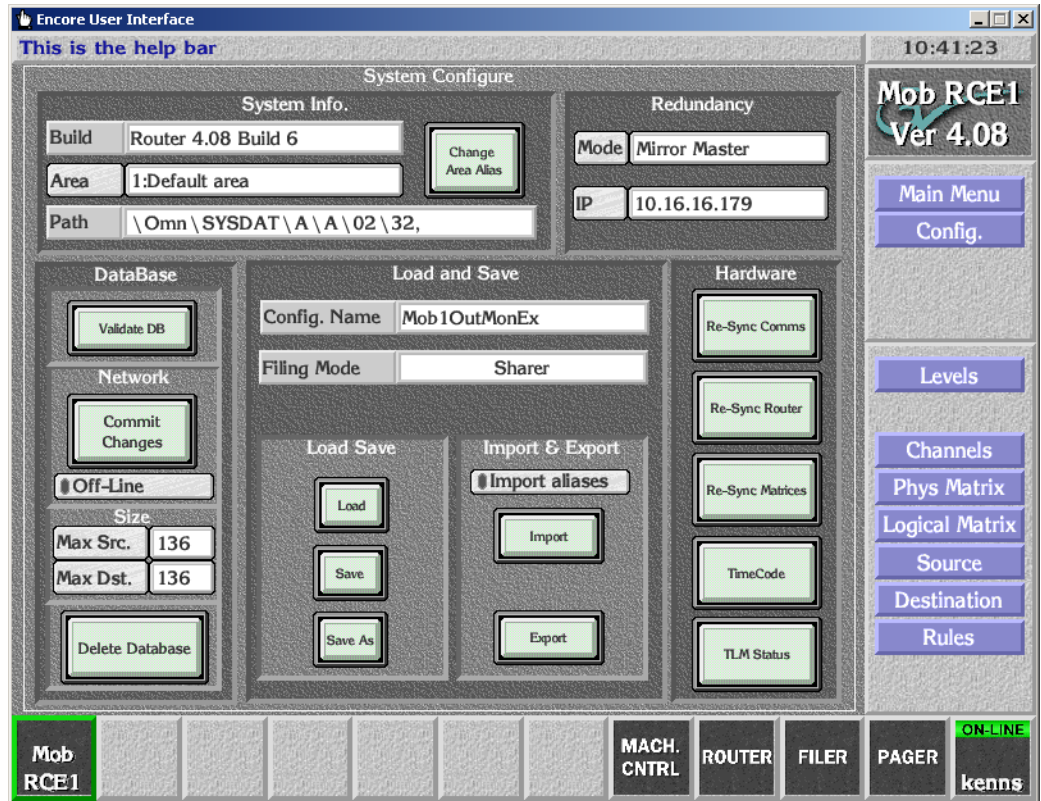 Encore User Interface
This is the help bar
10:41:23
System Configure
System Info.
Build Router 4.08 Build 6
Area 1:Default area
Path \Omn\SYSDAT\A\A\02\32,
Change
Area Alias
Redundancy
Mode Mirror Master
IP 10.16.16.179
Mob RCE1
Ver 4.08
Main Menu
Config.
DataBase
Validate DB
Network
Commit
Changes
Off-Line
Size
Max Src. 136
Max Dst. 136
Delete Database
Load and Save
Config. Name Mob1OutMonEx
Filing Mode Sharer
Load Save
Load
Save
Save As
Import & Export
Import aliases
Import
Export
Hardware
Re-Sync Comms
Re-Sync Router
Re-Sync Matrices
TimeCode
TLM Status
Levels
Channels
Phys Matrix
Logical Matrix
Source
Destination
Rules
Mob
RCE1
MACH.
CNTRL
ROUTER
FILER
PAGER
ON-LINE
kenns